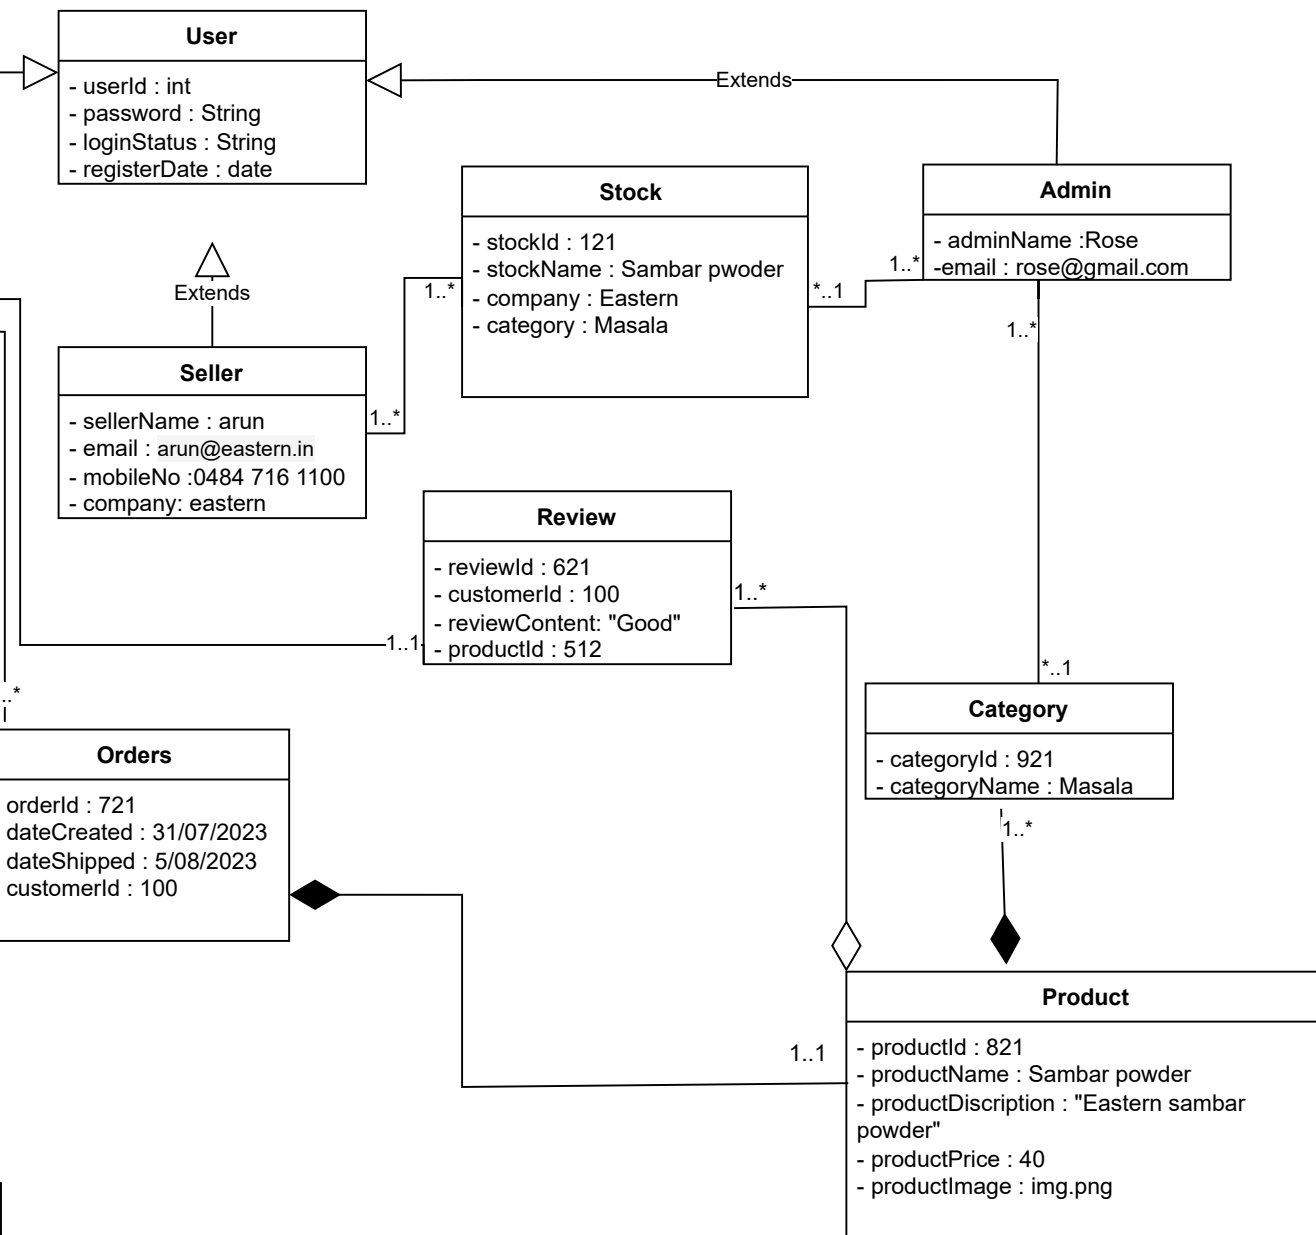 User
- userId : int
- password : String
- loginStatus : String
- registerDate : date
Extends
Stock
- stockId : 121
- stockName : Sambar pwoder
- company : Eastern
- category : Masala
Admin
- adminName :Rose
-email : rose@gmail.com
1..*
*..1
1..*
1..*
Extends
Seller
- sellerName : arun
- email : arun@eastern.in
- mobileNo :0484 716 1100
- company: eastern
1..*
Review
- reviewId : 621
- customerId : 100
- reviewContent: "Good"
- productId : 512
1..*
1..1
*..1
Category
- categoryId : 921
- categoryName : Masala
1..*
..*
Orders
orderId : 721
dateCreated : 31/07/2023
dateShipped : 5/08/2023
customerId : 100
1..1
Product
- productId : 821
- productName : Sambar powder
- productDiscription : "Eastern sambar
powder"
- productPrice : 40
- productImage : img.png